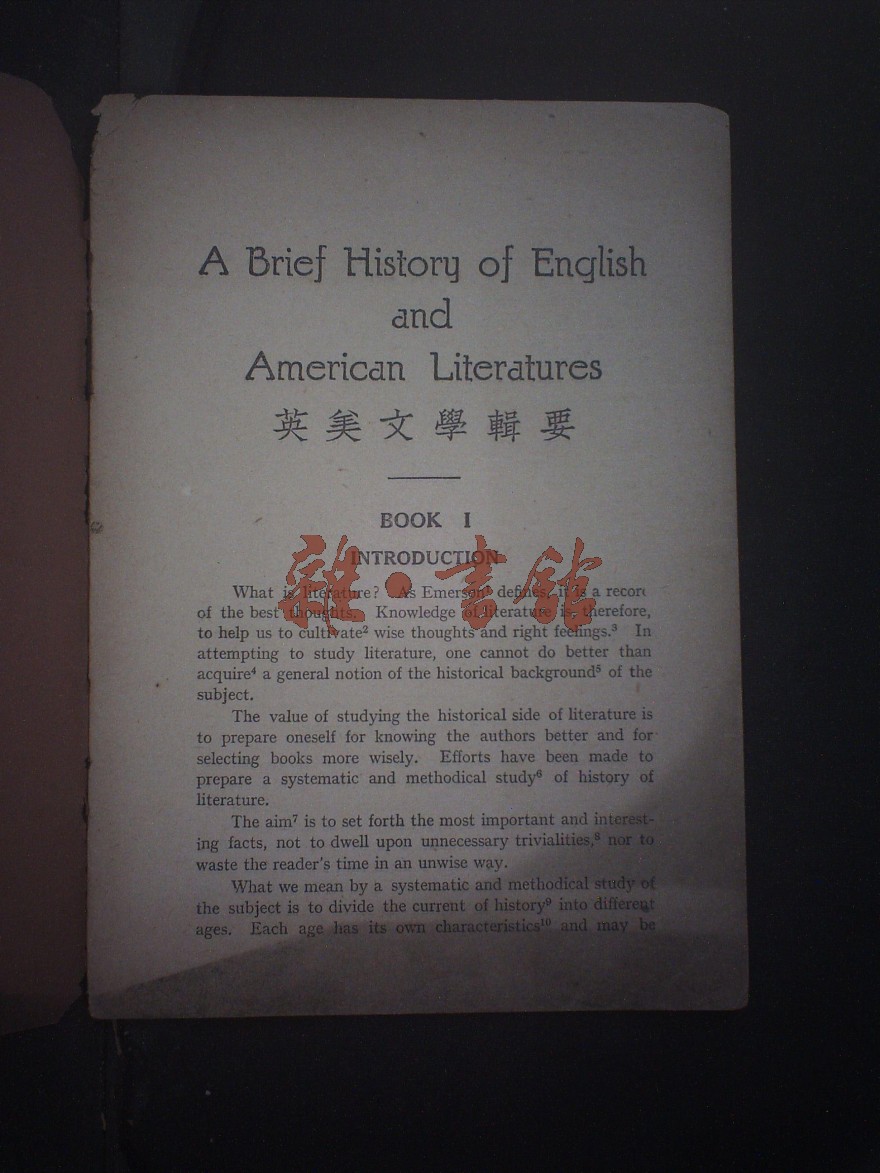 A Brief History of English
and
American Literatures
英美文學輯要
BOOK I
INTRODUCTION
雜·書館
What is literature? As Emerson¹ defines, it is a record
of the best thoughts. Knowledge of literature is, therefore,
to help us to cultivate² wise thoughts and right feelings.³ In
attempting to study literature, one cannot do better than
acquire⁴ a general notion of the historical background⁵ of the
subject.
The value of studying the historical side of literature is
to prepare oneself for knowing the authors better and for
selecting books more wisely. Efforts have been made to
prepare a systematic and methodical study⁶ of history of
literature.
The aim⁷ is to set forth the most important and interest-
ing facts, not to dwell upon unnecessary trivialities,⁸ nor to
waste the reader's time in an unwise way.
What we mean by a systematic and methodical study of
the subject is to divide the current of history⁹ into different
ages. Each age has its own characteristics¹⁰ and may be